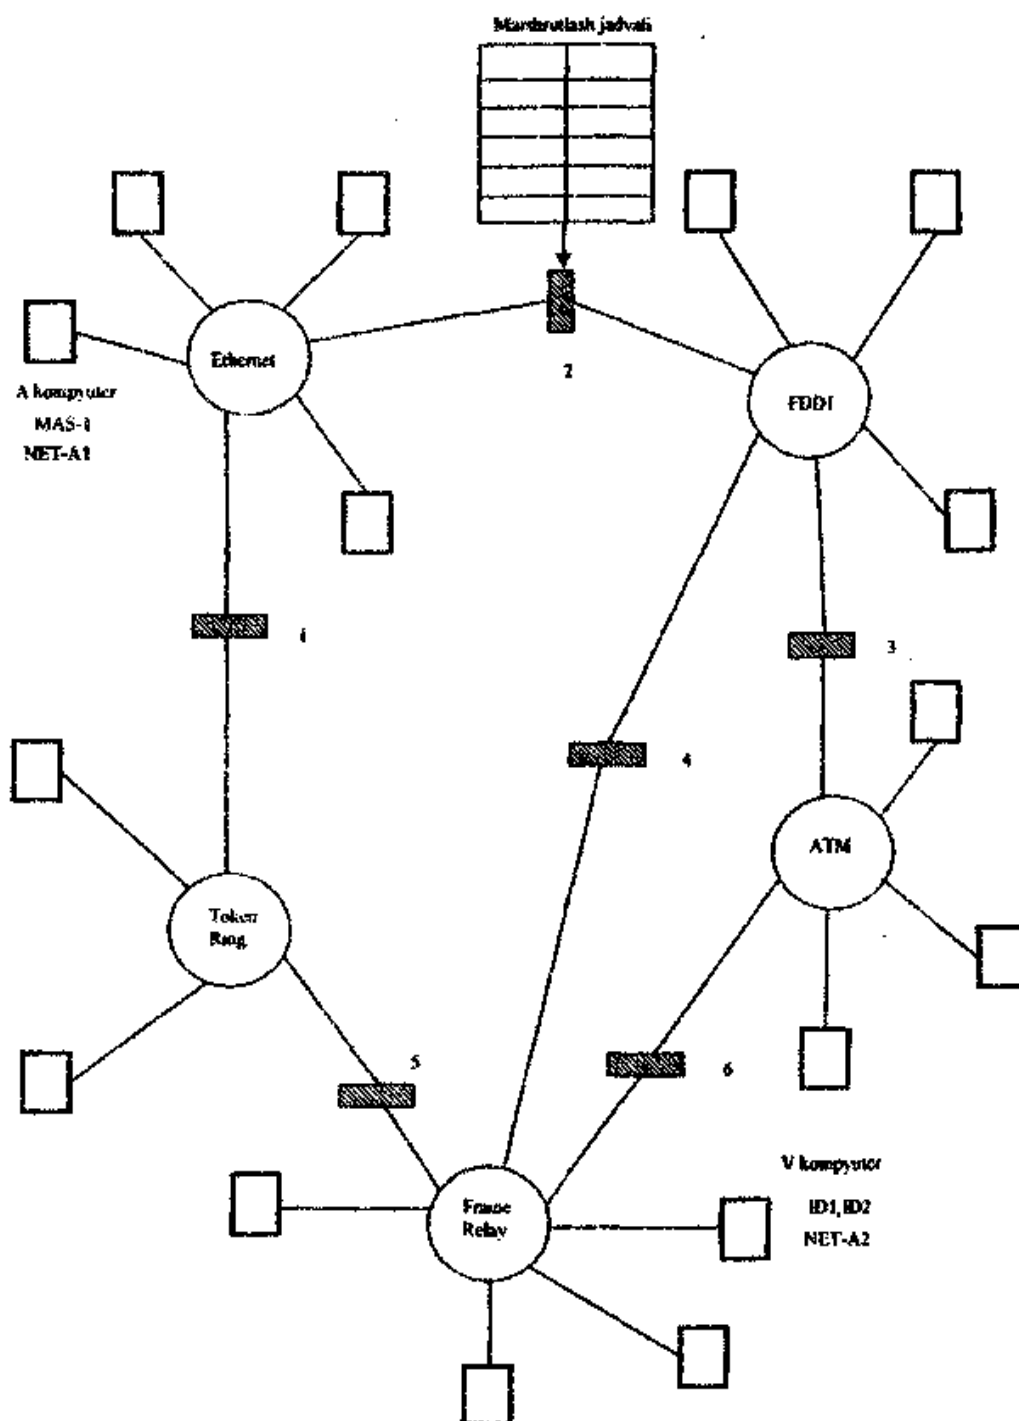 Marshrutlash jadvali
Ethernet
2
FDDI
A kompyuter
MAS-1
NET-A1
1
3
4
ATM
Token
Ring
5
6
V kompyuter
ID1, ID2
NET-A2
Frame
Relay